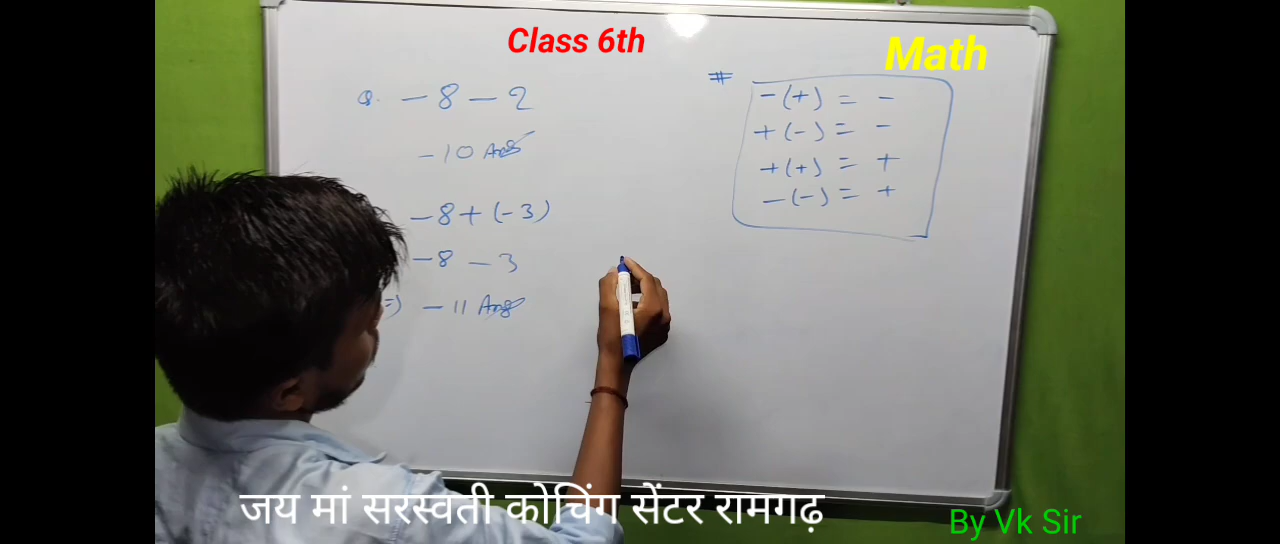 Class 6th
Math
Q. -8-2
-10 Ans
-8+(-3)
-8-3
=) -11 Ans
#
-(+) = -
+(-) = -
+(+) = +
-(-) = +
जय मां सरस्वती कोचिंग सेंटर रामगढ़
By Vk Sir